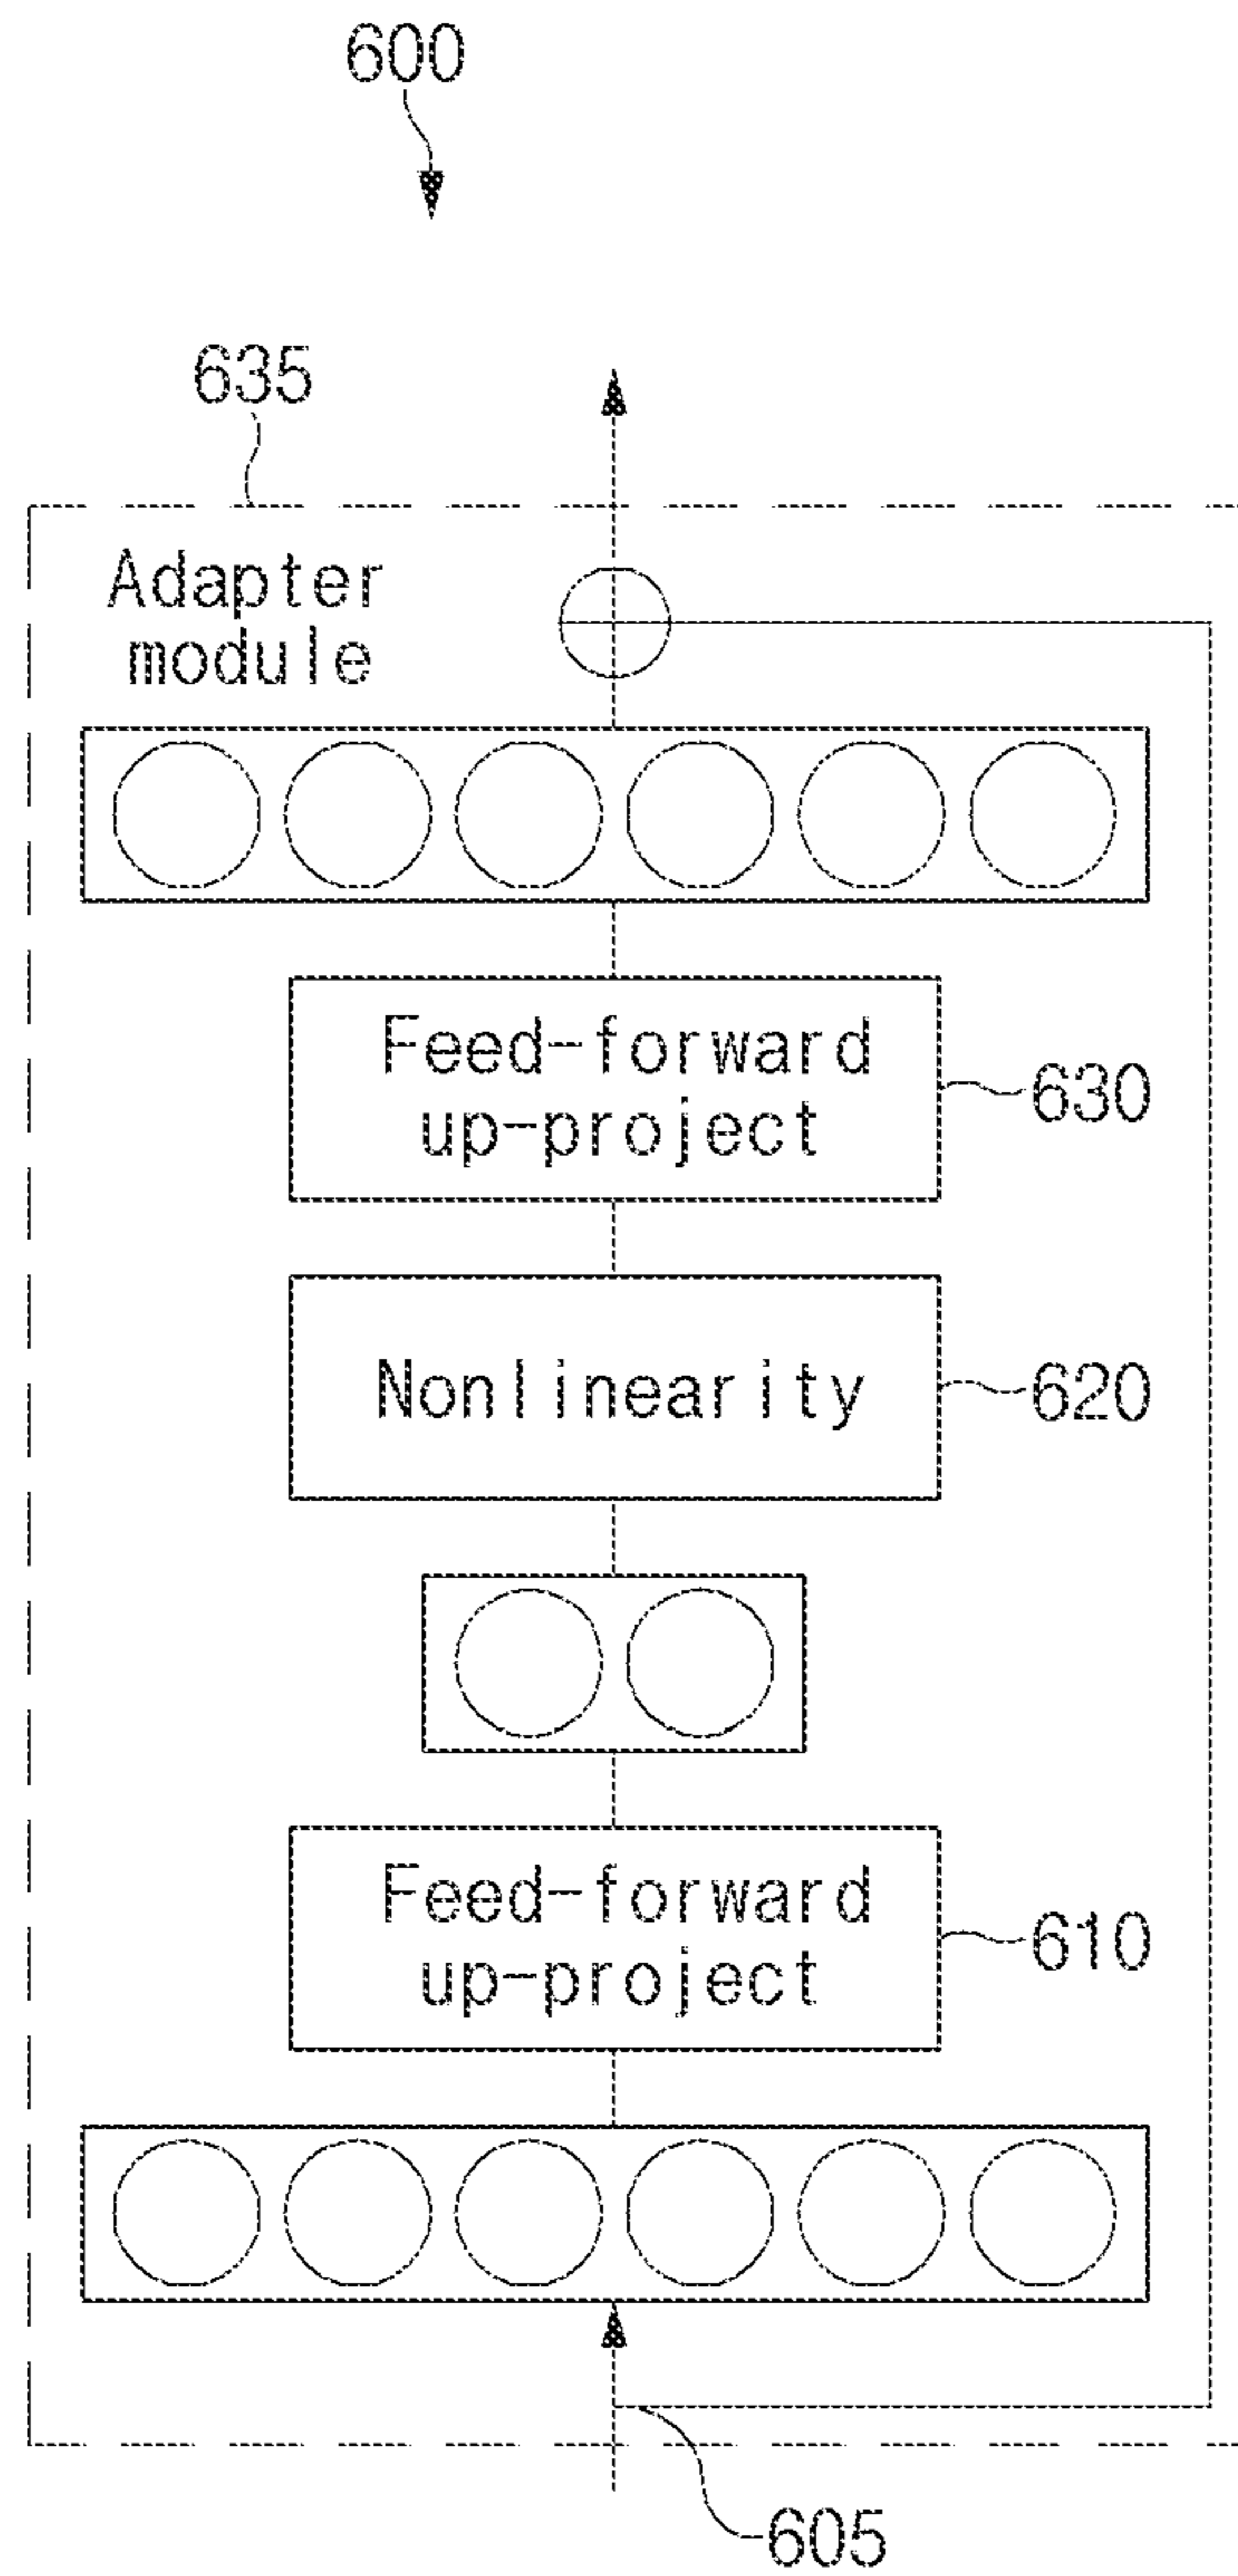 600
635
Adapter
module
Feed-forward
up-project
630
Nonlinearity
620
Feed-forward
up-project
610
605